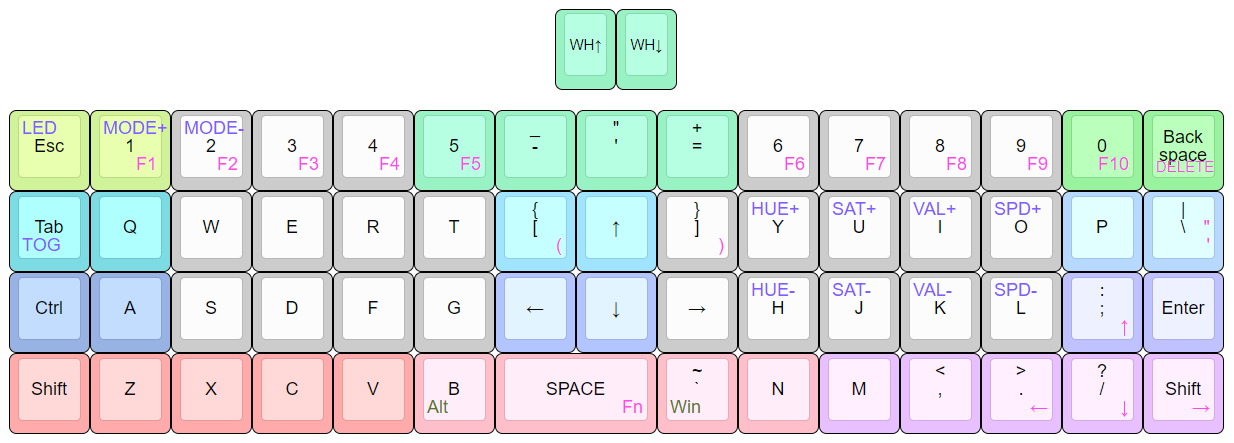 WH↑ WH↓
LED MODE+ MODE- _ " +
Esc 1 2 3 4 5 - ' = 6 7 8 9 0 Back space
F1 F2 F3 F4 F5 F6 F7 F8 F9 F10 DELETE
{ } HUE+ SAT+ VAL+ SPD+ |
Tab Q W E R T [ ↑ ] Y U I O P \ "
TOG ( ) '
HUE- SAT- VAL- SPD- :
Ctrl A S D F G ← ↓ → H J K L ; Enter
↑
~ < > ?
Shift Z X C V B SPACE ` N M , . / Shift
Alt Fn Win ← ↓ →